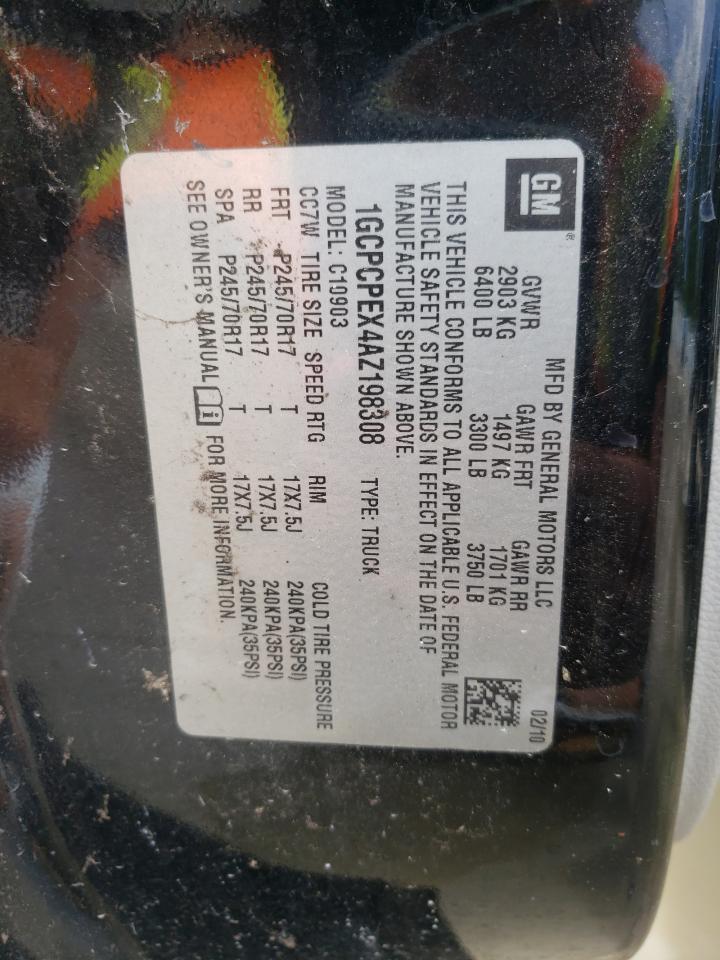 GM®
MFD BY GENERAL MOTORS LLC 02/10
GVWR GAWR FRT GAWR RR
2903 KG 1497 KG 1701 KG
6400 LB 3300 LB 3750 LB
THIS VEHICLE CONFORMS TO ALL APPLICABLE U.S. FEDERAL MOTOR
VEHICLE SAFETY STANDARDS IN EFFECT ON THE DATE OF
MANUFACTURE SHOWN ABOVE.
1GCPCPEX4AZ198308 TYPE: TRUCK
MODEL: C10903
CC7W TIRE SIZE SPEED RTG RIM COLD TIRE PRESSURE
FRT P245/70R17 T 17X7.5J 240KPA(35PSI)
RR P245/70R17 T 17X7.5J 240KPA(35PSI)
SPA P245/70R17 T 17X7.5J 240KPA(35PSI)
SEE OWNER'S MANUAL FOR MORE INFORMATION.